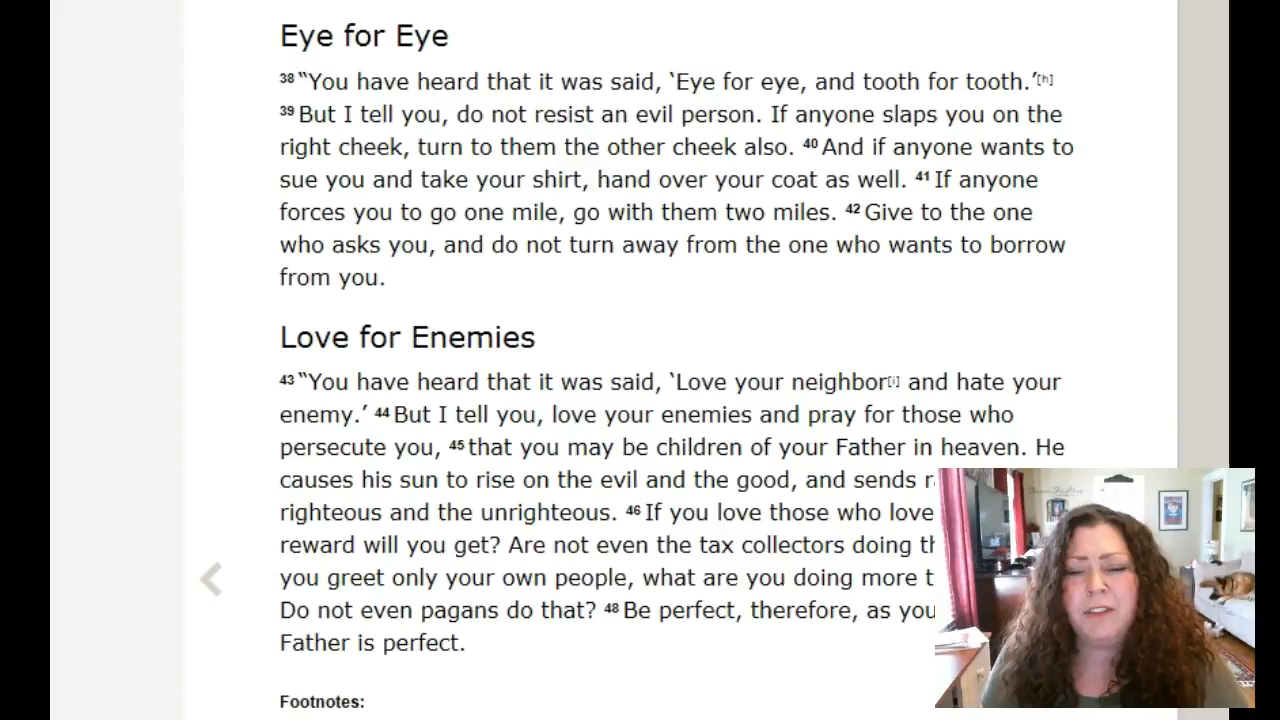 Eye for Eye
38 “You have heard that it was said, ‘Eye for eye, and tooth for tooth.’[h]
39 But I tell you, do not resist an evil person. If anyone slaps you on the
right cheek, turn to them the other cheek also. 40 And if anyone wants to
sue you and take your shirt, hand over your coat as well. 41 If anyone
forces you to go one mile, go with them two miles. 42 Give to the one
who asks you, and do not turn away from the one who wants to borrow
from you.
Love for Enemies
43 “You have heard that it was said, ‘Love your neighbor[i] and hate your
enemy.’ 44 But I tell you, love your enemies and pray for those who
persecute you, 45 that you may be children of your Father in heaven. He
causes his sun to rise on the evil and the good, and sends
righteous and the unrighteous. 46 If you love those who love
reward will you get? Are not even the tax collectors doing
you greet only your own people, what are you doing more
Do not even pagans do that? 48 Be perfect, therefore, as
Father is perfect.
Footnotes: